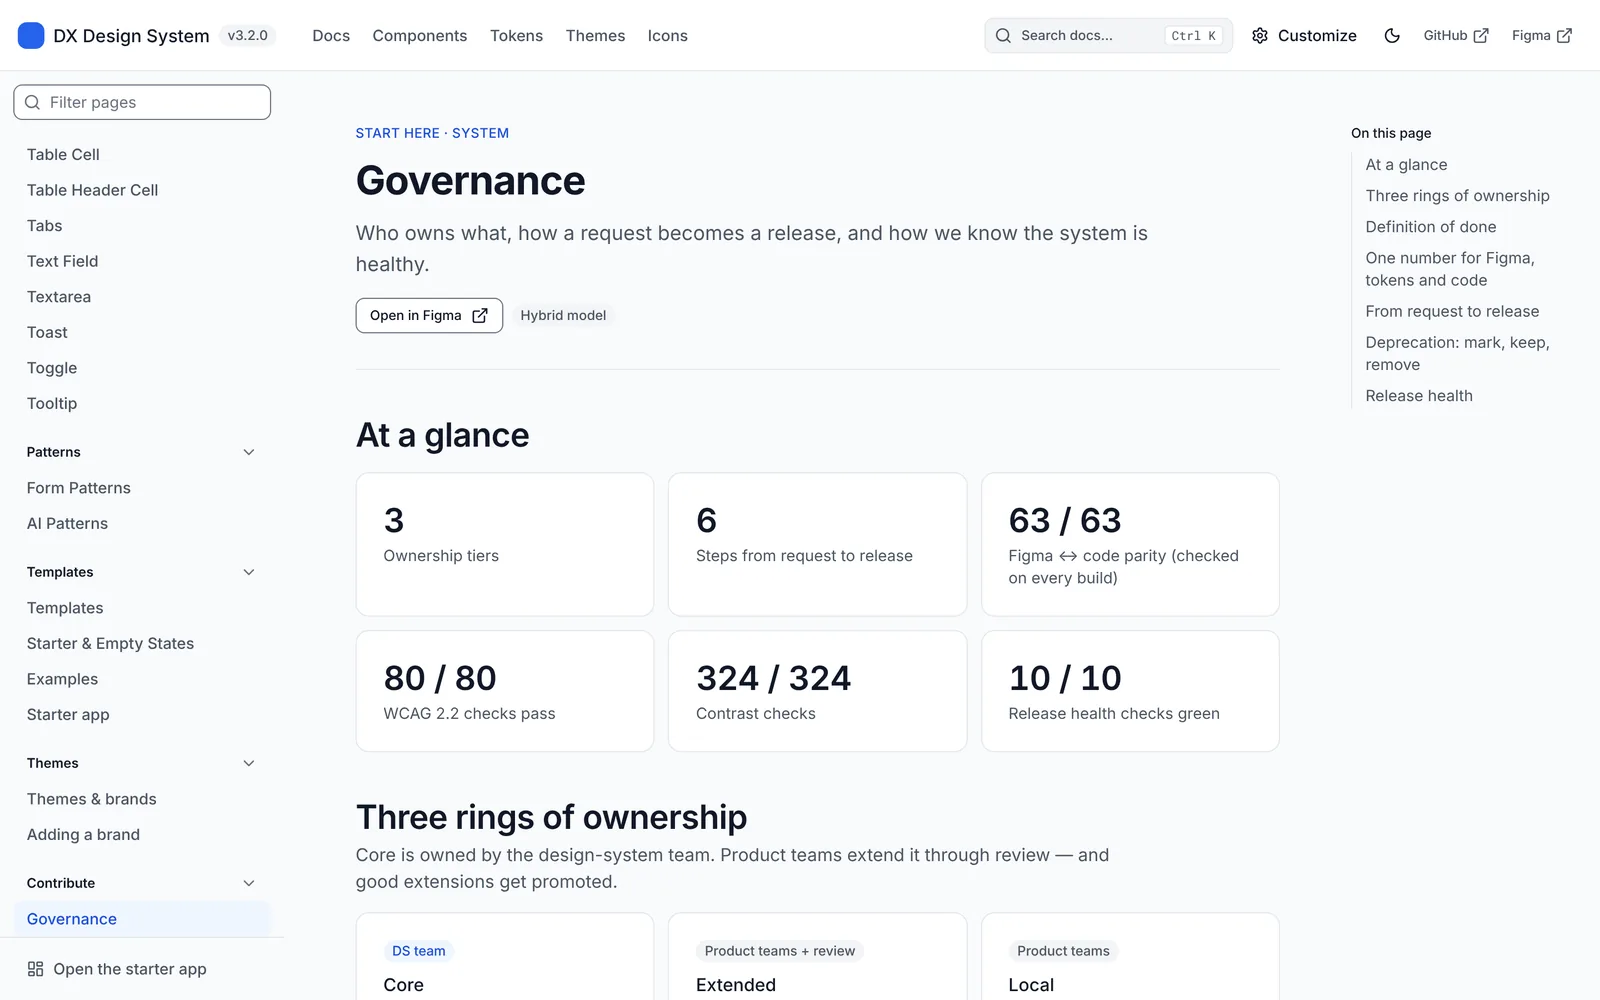 DX Design System v3.2.0 Docs Components Tokens Themes Icons Search docs... Ctrl K Customize GitHub Figma
Filter pages
Table Cell
Table Header Cell
Tabs
Text Field
Textarea
Toast
Toggle
Tooltip
Patterns
Form Patterns
AI Patterns
Templates
Templates
Starter & Empty States
Examples
Starter app
Themes
Themes & brands
Adding a brand
Contribute
Governance
Open the starter app
START HERE · SYSTEM
Governance
Who owns what, how a request becomes a release, and how we know the system is
healthy.
Open in Figma Hybrid model
At a glance
3
Ownership tiers
6
Steps from request to release
63 / 63
Figma ↔ code parity (checked
on every build)
80 / 80
WCAG 2.2 checks pass
324 / 324
Contrast checks
10 / 10
Release health checks green
Three rings of ownership
Core is owned by the design-system team. Product teams extend it through review — and
good extensions get promoted.
DS team
Core
Product teams + review
Extended
Product teams
Local
On this page
At a glance
Three rings of ownership
Definition of done
One number for Figma,
tokens and code
From request to release
Deprecation: mark, keep,
remove
Release health